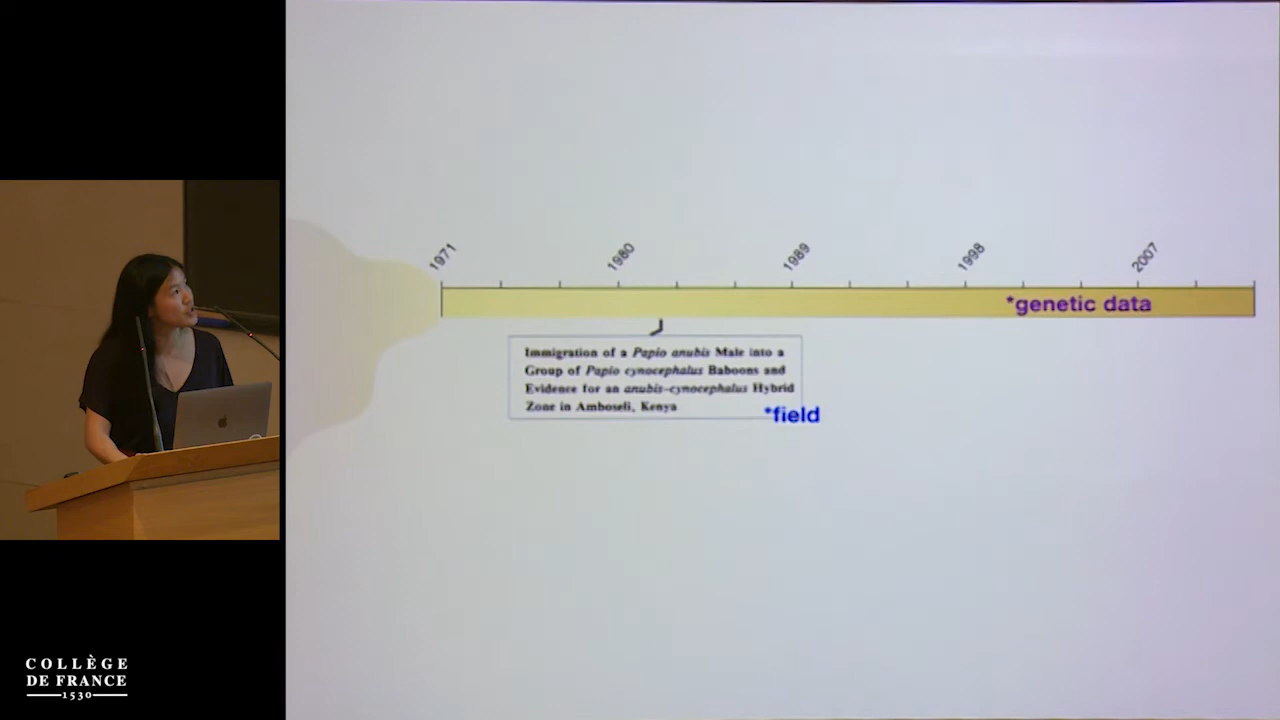 1971
1980
1989
1998
2007
*genetic data
Immigration of a Papio anubis Male into a
Group of Papio cynocephalus Baboons and
Evidence for an anubis-cynocephalus Hybrid
Zone in Amboseli, Kenya
*field
COLLÈGE
DE FRANCE
1530